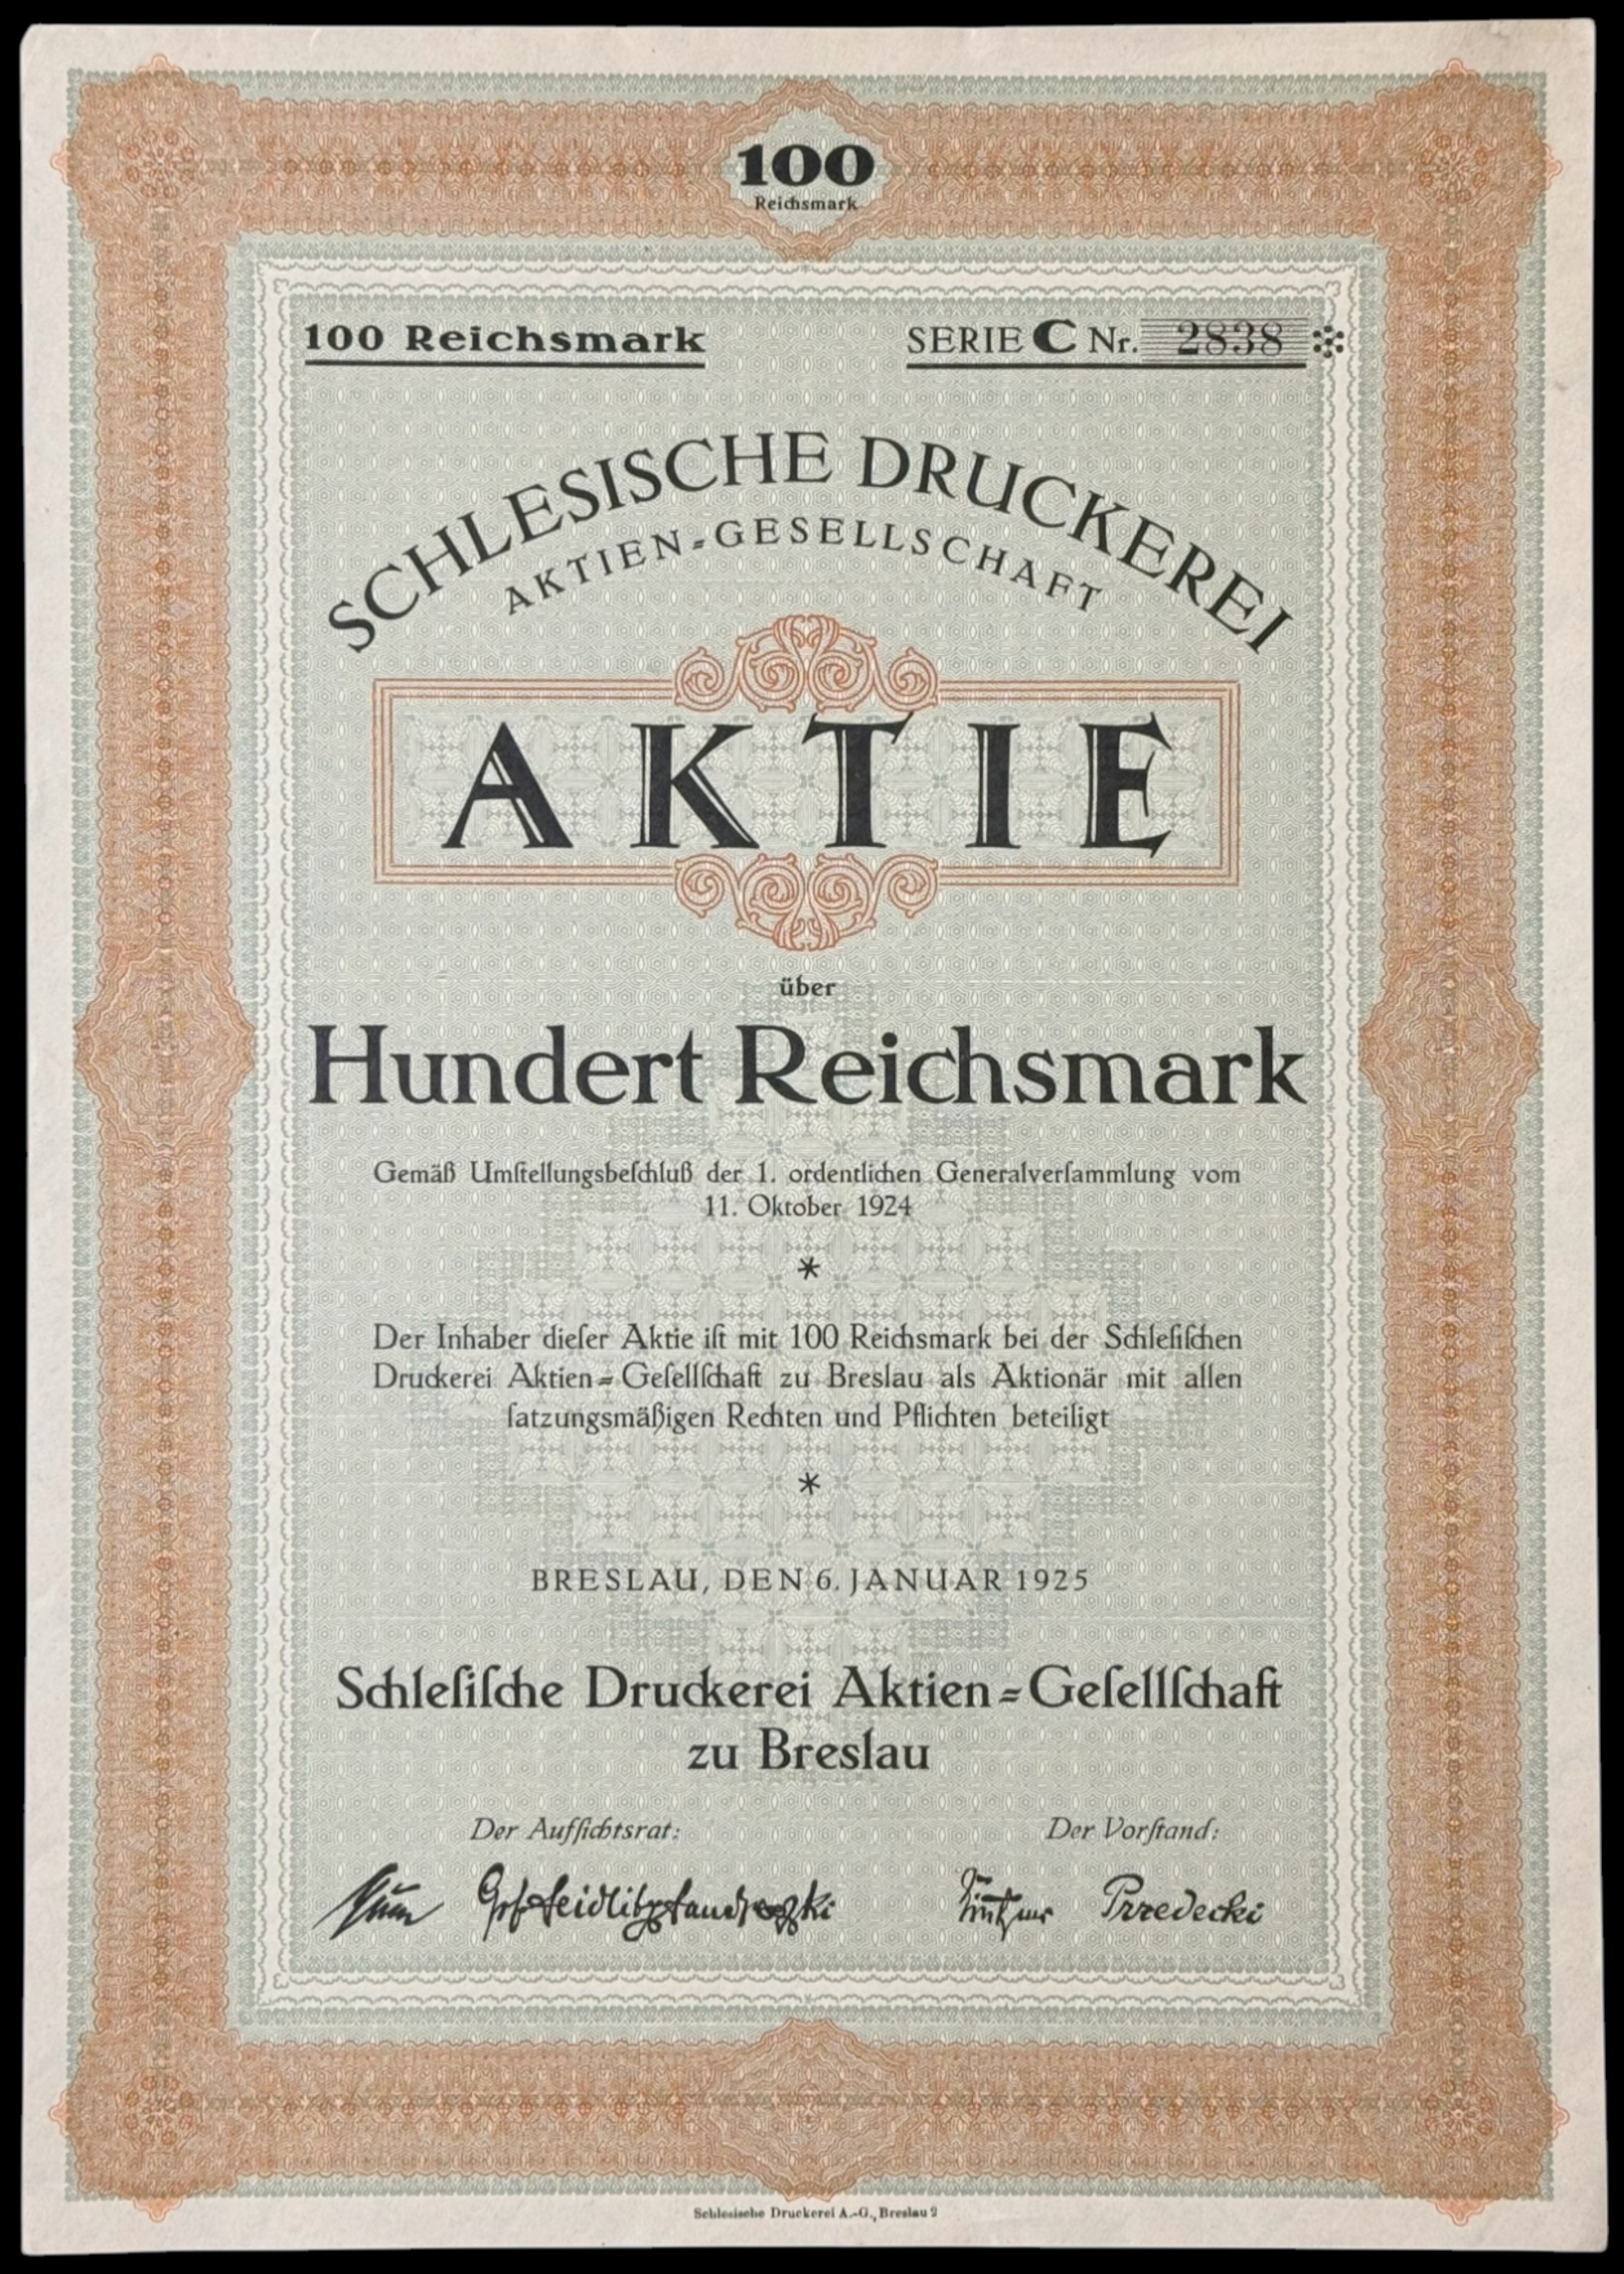 100
Reichsmark
100 Reichsmark
SERIE C Nr. 2838
SCHLESISCHE DRUCKEREI
AKTIEN-GESELLSCHAFT
AKTIE
über
Hundert Reichsmark
Gemäß Umſtellungsbeſchluß der 1. ordentlichen Generalverſammlung vom
11. Oktober 1924
*
Der Inhaber dieſer Aktie iſt mit 100 Reichsmark bei der Schleſiſchen
Druckerei Aktien-Geſellſchaft zu Breslau als Aktionär mit allen
ſatzungsmäßigen Rechten und Pflichten beteiligt
*
BRESLAU, DEN 6. JANUAR 1925
Schleſiſche Druckerei Aktien-Geſellſchaft
zu Breslau
Der Aufſichtsrat:
Der Vorſtand:
Przedecki
Schlesische Druckerei A.-G., Breslau 2